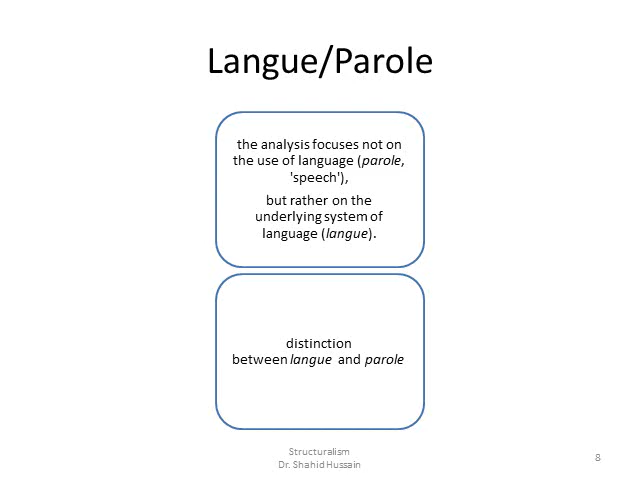 Langue/Parole
the analysis focuses not on
the use of language (parole,
'speech'),
but rather on the
underlying system of
language (langue).
distinction
between langue and parole
Structuralism
Dr. Shahid Hussain
8